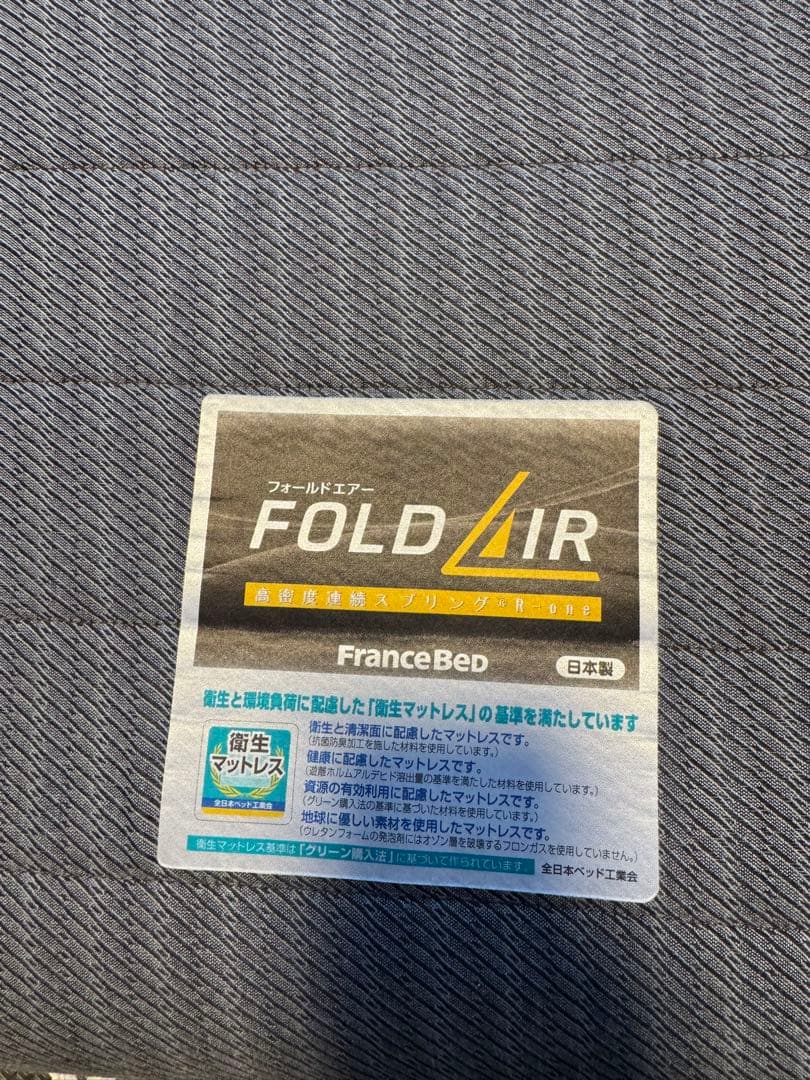 フォールドエアー
FOLD AIR
高密度連続スプリング®R-one
FRANCEBED
日本製
衛生と環境負荷に配慮した「衛生マットレス」の基準を満たしています
衛生
マットレス
全日本ベッド工業会
衛生と清潔面に配慮したマットレスです。
(抗菌防臭加工を施した材料を使用しています。)
健康に配慮したマットレスです。
(遊離ホルムアルデヒド溶出量の基準を満たした材料を使用しています。)
資源の有効利用に配慮したマットレスです。
(グリーン購入法の基準に基づいた材料を使用しています。)
地球に優しい素材を使用したマットレスです。
(ウレタンフォームの発泡剤にはオゾン層を破壊するフロンガスを使用していません。)
衛生マットレス基準は「グリーン購入法」に基づいて作られています
全日本ベッド工業会